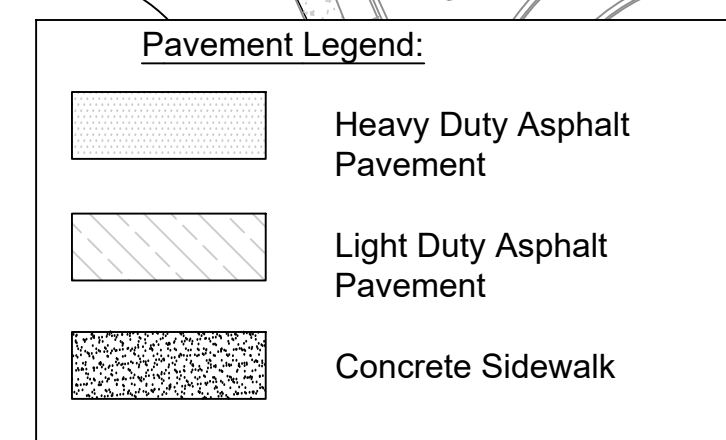 Pavement Legend:
Heavy Duty Asphalt
Pavement
Light Duty Asphalt
Pavement
Concrete Sidewalk